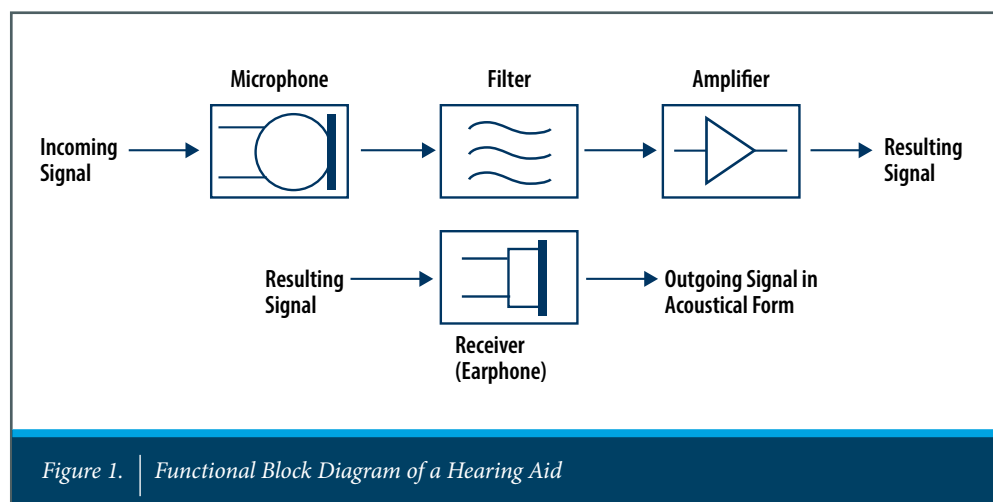 Microphone
Filter
Amplifier
Incoming
Signal
Resulting
Signal
Resulting
Signal
Outgoing Signal in
Acoustical Form
Receiver
(Earphone)
Figure 1. Functional Block Diagram of a Hearing Aid